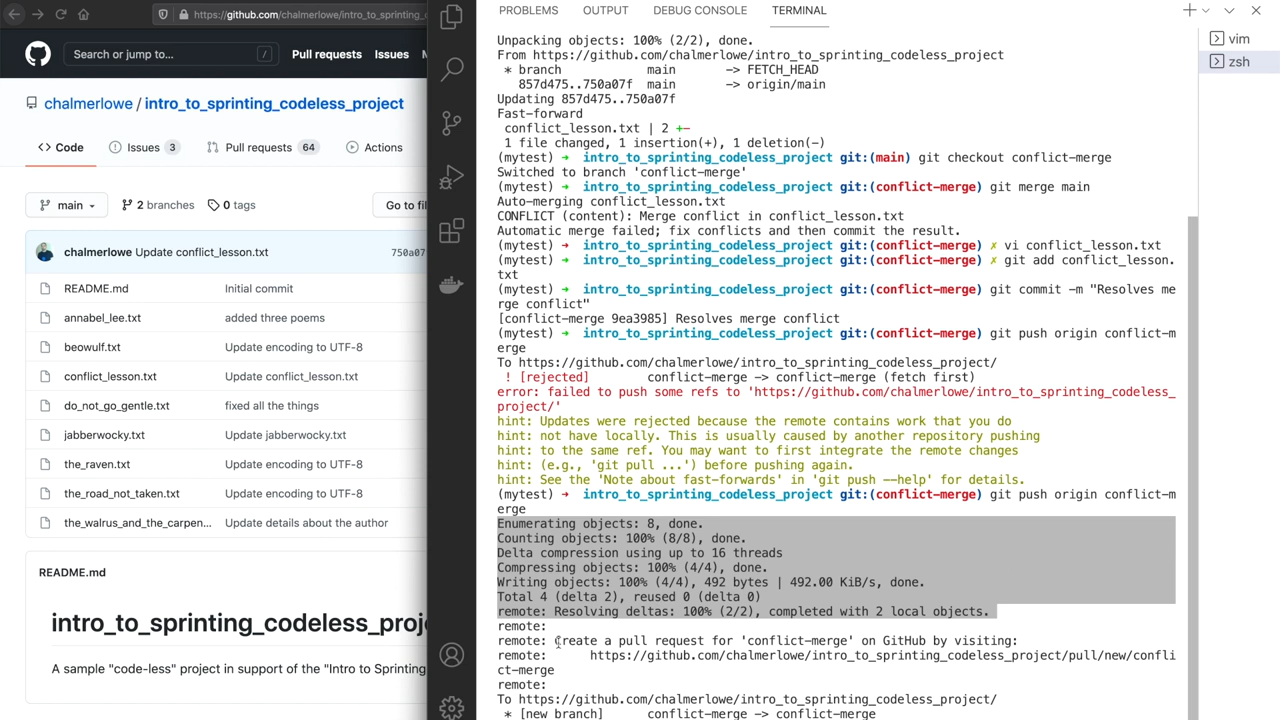 https://github.com/chalmerlowe/intro_to_sprinting_c
Search or jump to...
/
Pull requests
Issues
chalmerlowe / intro_to_sprinting_codeless_project
Code
Issues 3
Pull requests 64
Actions
main
2 branches
0 tags
Go to fil
chalmerlowe Update conflict_lesson.txt 750a07
README.md Initial commit
annabel_lee.txt added three poems
beowulf.txt Update encoding to UTF-8
conflict_lesson.txt Update conflict_lesson.txt
do_not_go_gentle.txt fixed all the things
jabberwocky.txt Update jabberwocky.txt
the_raven.txt Update encoding to UTF-8
the_road_not_taken.txt Update encoding to UTF-8
the_walrus_and_the_carpen... Update details about the author
README.md
intro_to_sprinting_codeless_proj
A sample "code-less" project in support of the "Intro to Sprinting
PROBLEMS OUTPUT DEBUG CONSOLE TERMINAL
Unpacking objects: 100% (2/2), done.
From https://github.com/chalmerlowe/intro_to_sprinting_codeless_project
* branch main -> FETCH_HEAD
857d475..750a07f main -> origin/main
Updating 857d475..750a07f
Fast-forward
conflict_lesson.txt | 2 +-
1 file changed, 1 insertion(+), 1 deletion(-)
(mytest) ➜ intro_to_sprinting_codeless_project git:(main) git checkout conflict-merge
Switched to branch 'conflict-merge'
(mytest) ➜ intro_to_sprinting_codeless_project git:(conflict-merge) git merge main
Auto-merging conflict_lesson.txt
CONFLICT (content): Merge conflict in conflict_lesson.txt
Automatic merge failed; fix conflicts and then commit the result.
(mytest) ➜ intro_to_sprinting_codeless_project git:(conflict-merge) ✗ vi conflict_lesson.txt
(mytest) ➜ intro_to_sprinting_codeless_project git:(conflict-merge) ✗ git add conflict_lesson.
txt
(mytest) ➜ intro_to_sprinting_codeless_project git:(conflict-merge) git commit -m "Resolves me
rge conflict"
[conflict-merge 9ea3985] Resolves merge conflict
(mytest) ➜ intro_to_sprinting_codeless_project git:(conflict-merge) git push origin conflict-m
erge
To https://github.com/chalmerlowe/intro_to_sprinting_codeless_project/
! [rejected] conflict-merge -> conflict-merge (fetch first)
error: failed to push some refs to 'https://github.com/chalmerlowe/intro_to_sprinting_codeless_
project/'
hint: Updates were rejected because the remote contains work that you do
hint: not have locally. This is usually caused by another repository pushing
hint: to the same ref. You may want to first integrate the remote changes
hint: (e.g., 'git pull ...') before pushing again.
hint: See the 'Note about fast-forwards' in 'git push --help' for details.
(mytest) ➜ intro_to_sprinting_codeless_project git:(conflict-merge) git push origin conflict-m
erge
Enumerating objects: 8, done.
Counting objects: 100% (8/8), done.
Delta compression using up to 16 threads
Compressing objects: 100% (4/4), done.
Writing objects: 100% (4/4), 492 bytes | 492.00 KiB/s, done.
Total 4 (delta 2), reused 0 (delta 0)
remote: Resolving deltas: 100% (2/2), completed with 2 local objects.
remote:
remote: Create a pull request for 'conflict-merge' on GitHub by visiting:
remote: https://github.com/chalmerlowe/intro_to_sprinting_codeless_project/pull/new/confli
ct-merge
remote:
To https://github.com/chalmerlowe/intro_to_sprinting_codeless_project/
* [new branch] conflict-merge -> conflict-merge
vim
zsh